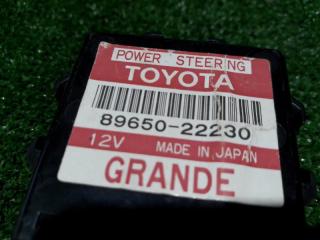 POWER STEERING
TOYOTA
89650-22230
12V MADE IN JAPAN
GRANDE